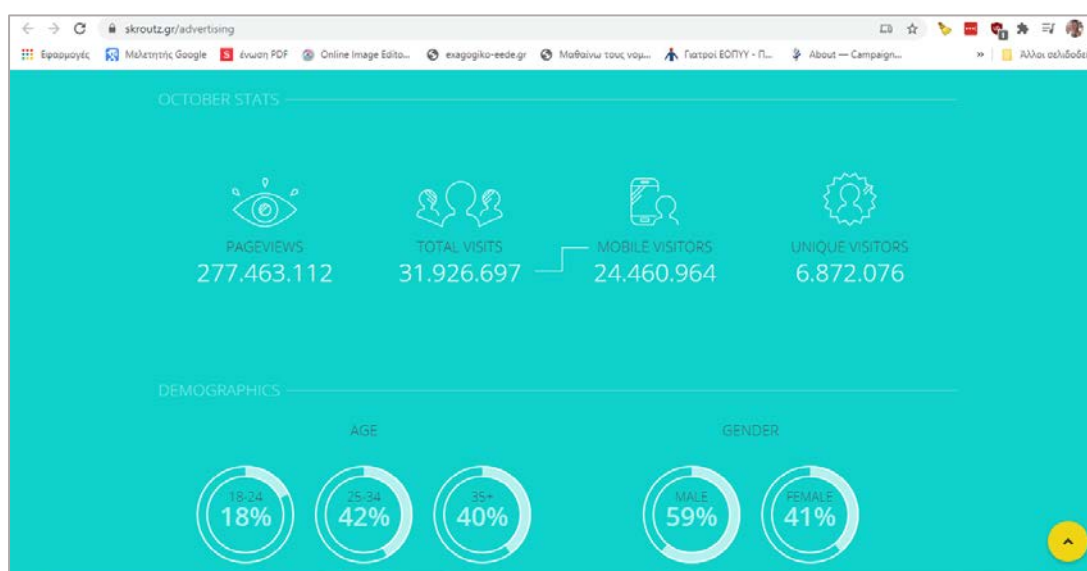 skroutz.gr/advertising
Εφαρμογές Μελετητής Google ένωση PDF Online Image Edito... exagogiko-eede.gr Μαθαίνω τους νομ... Γιατροί ΕΟΠΥΥ - Π... About — Campaign... » Άλλοι σελιδοδε
OCTOBER STATS
PAGEVIEWS TOTAL VISITS MOBILE VISITORS UNIQUE VISITORS
277.463.112 31.926.697 24.460.964 6.872.076
DEMOGRAPHICS
AGE GENDER
18-24 25-34 35+ MALE FEMALE
18% 42% 40% 59% 41%